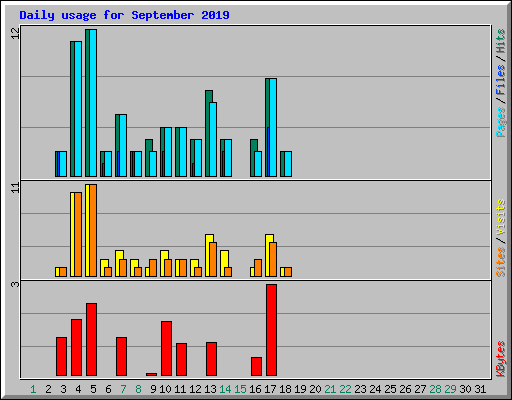 Daily usage for September 2019
12
Pages / Files / Hits
11
Sites / Visits
3
KBytes
1 2 3 4 5 6 7 8 9 10 11 12 13 14 15 16 17 18 19 20 21 22 23 24 25 26 27 28 29 30 31